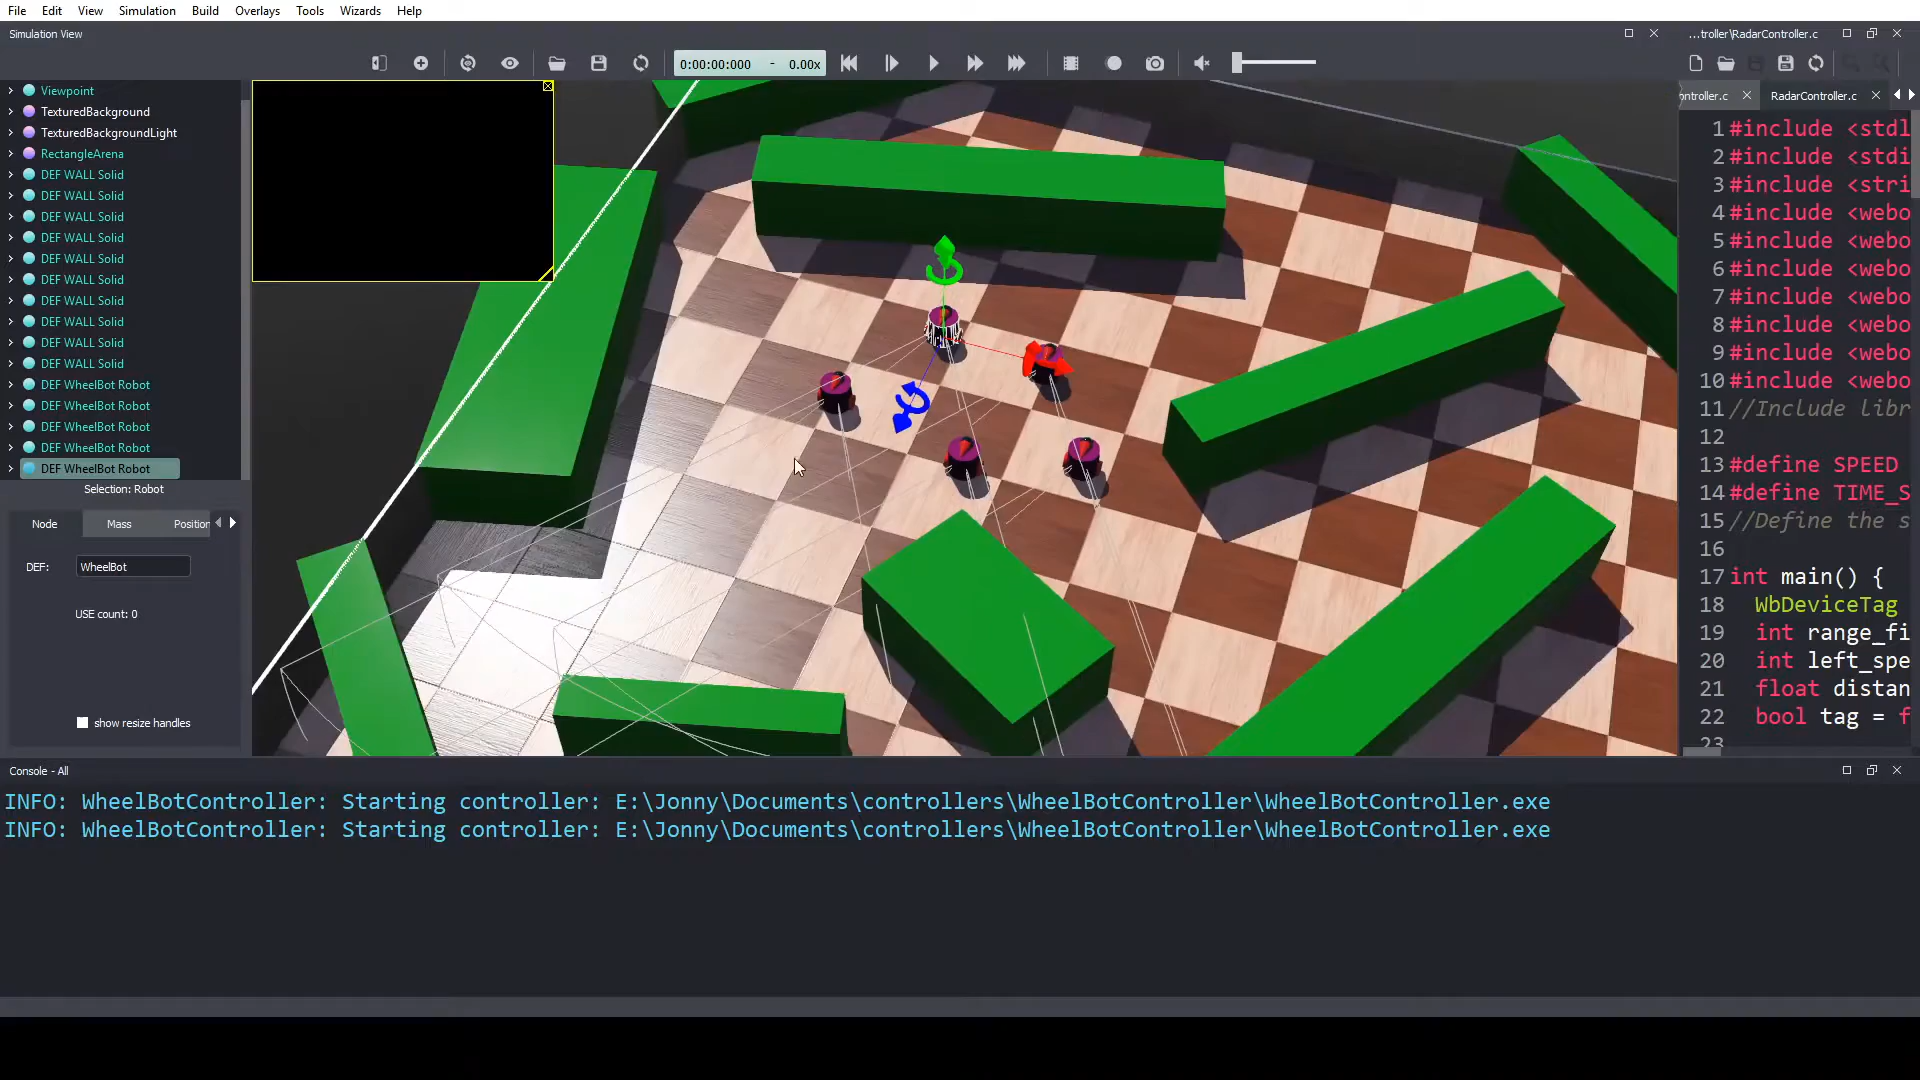 File Edit View Simulation Build Overlays Tools Wizards Help
Simulation View
...troller\RadarController.c
0:00:00:000 - 0.00x
Viewpoint
TexturedBackground
TexturedBackgroundLight
RectangleArena
DEF WALL Solid
DEF WALL Solid
DEF WALL Solid
DEF WALL Solid
DEF WALL Solid
DEF WALL Solid
DEF WALL Solid
DEF WALL Solid
DEF WALL Solid
DEF WALL Solid
DEF WheelBot Robot
DEF WheelBot Robot
DEF WheelBot Robot
DEF WheelBot Robot
DEF WheelBot Robot
Selection: Robot
Node Mass Position
DEF: WheelBot
USE count: 0
show resize handles
ontroller.c RadarController.c
1 #include <stdl
2 #include <stdi
3 #include <stri
4 #include <webo
5 #include <webo
6 #include <webo
7 #include <webo
8 #include <webo
9 #include <webo
10 #include <webo
11 //Include libr
12
13 #define SPEED
14 #define TIME_S
15 //Define the s
16
17 int main() {
18 WbDeviceTag
19 int range_fi
20 int left_spe
21 float distan
22 bool tag = f
23
Console - All
INFO: WheelBotController: Starting controller: E:\Jonny\Documents\controllers\WheelBotController\WheelBotController.exe
INFO: WheelBotController: Starting controller: E:\Jonny\Documents\controllers\WheelBotController\WheelBotController.exe